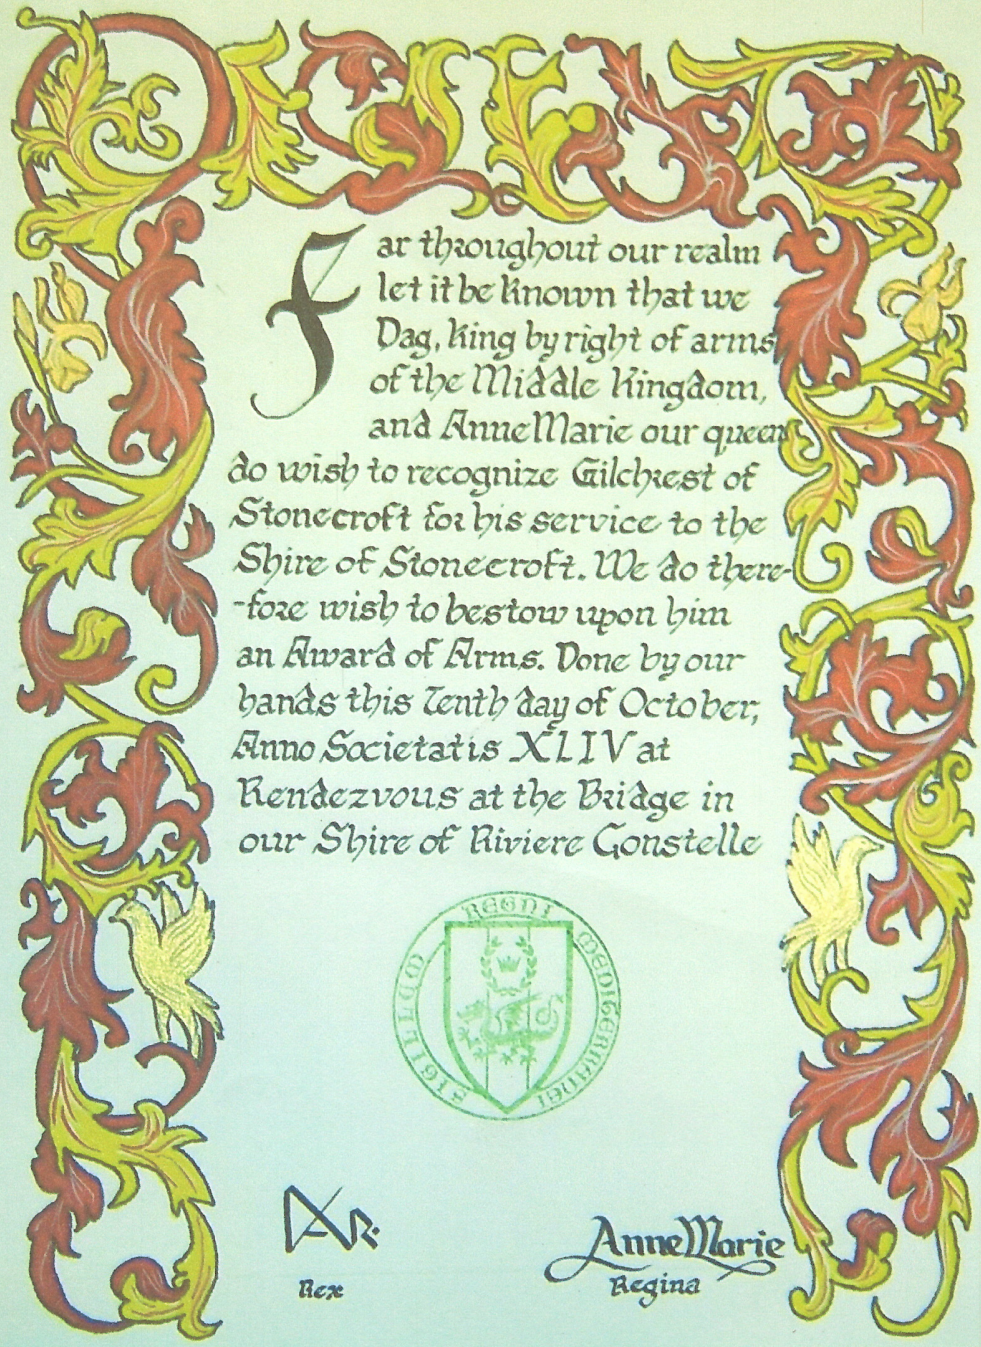 Far throughout our realm
let it be known that we
Dag, king by right of arms
of the Middle Kingdom,
and AnneMarie our queen
do wish to recognize Gilchrest of
Stonecroft for his service to the
Shire of Stonecroft. We do there-
-fore wish to bestow upon him
an Award of Arms. Done by our
hands this Tenth day of October,
Anno Societatis XLIV at
Rendezvous at the Bridge in
our Shire of Riviere Constelle
SIGILLUM REGNI MEDITERRANEI
AnneMarie
Rex
Regina